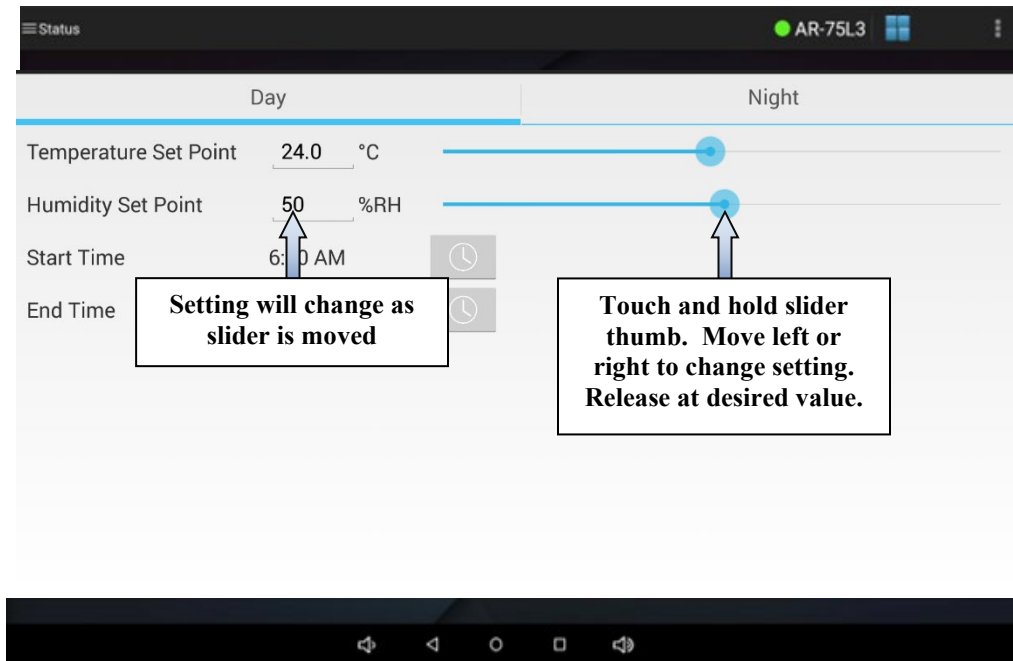 Status
AR-75L3
Day
Night
Temperature Set Point 24.0 °C
Humidity Set Point 50 %RH
Start Time AM
End Time
Setting will change as
slider is moved
Touch and hold slider
thumb. Move left or
right to change setting.
Release at desired value.